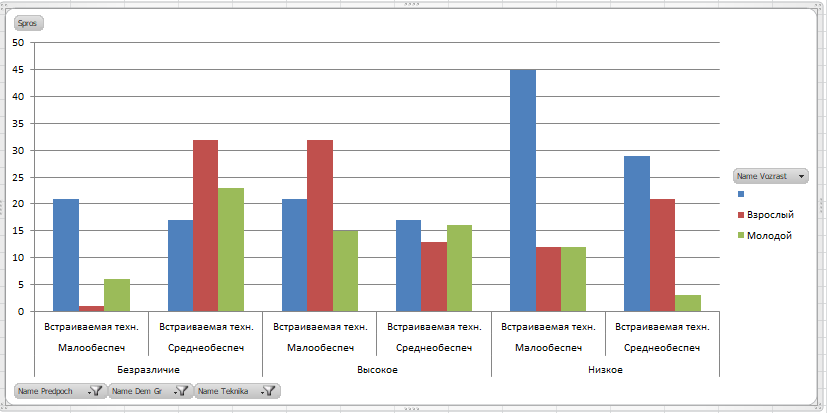 Spros
50
45
40
35
30
25
20
15
10
5
0
Name Vozrast
Взрослый
Молодой
Встраиваемая техн. Встраиваемая техн. Встраиваемая техн. Встраиваемая техн. Встраиваемая техн. Встраиваемая техн.
Малообеспеч Среднеобеспеч Малообеспеч Среднеобеспеч Малообеспеч Среднеобеспеч
Безразличие Высокое Низкое
Name Predpoch Name Dem Gr Name Teknika